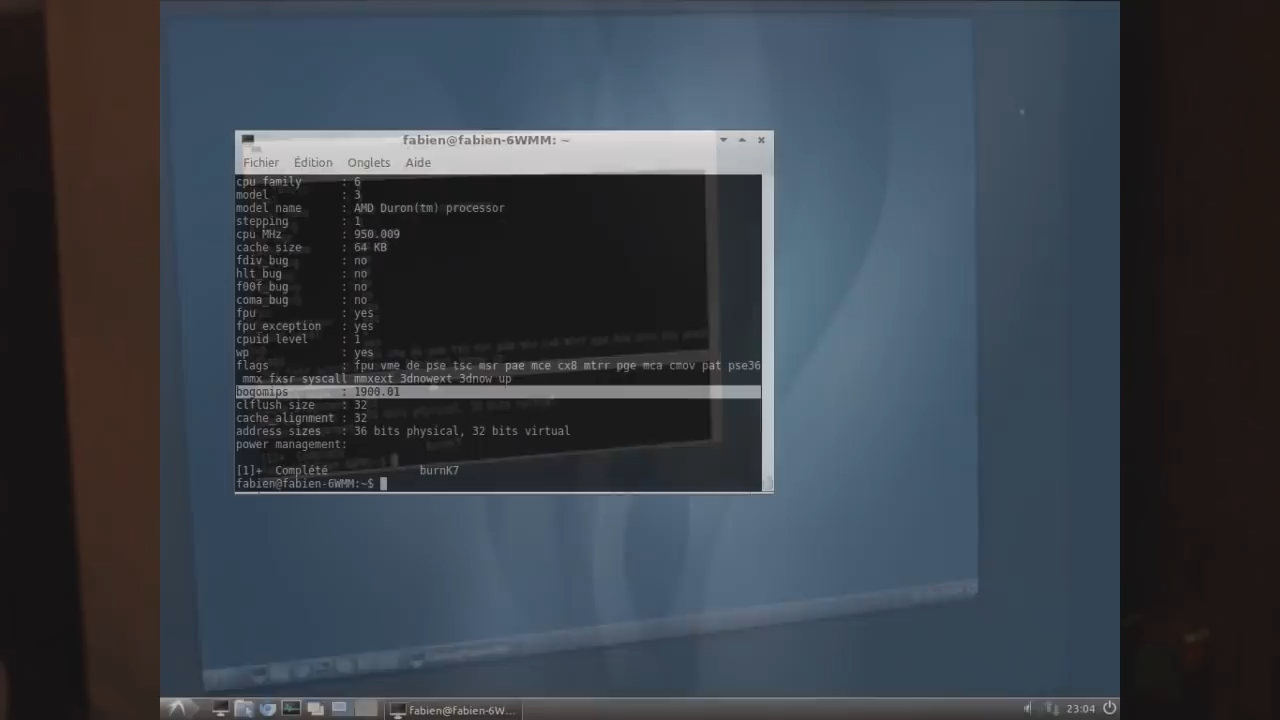 fabien@fabien-6WMM: ~
Fichier Édition Onglets Aide
cpu family : 6
model : 3
model name : AMD Duron(tm) processor
stepping : 1
cpu MHz : 950.009
cache size : 64 KB
fdiv_bug : no
hlt_bug : no
f00f_bug : no
coma_bug : no
fpu : yes
fpu_exception : yes
cpuid level : 1
wp : yes
flags : fpu vme de pse tsc msr pae mce cx8 mtrr pge mca cmov pat pse36
mmx fxsr syscall mmxext 3dnowext 3dnow up
bogomips : 1900.01
clflush size : 32
cache_alignment : 32
address sizes : 36 bits physical, 32 bits virtual
power management:
[1]+ Complété burnK7
fabien@fabien-6WMM:~$
fabien@fabien-6W...
23:04